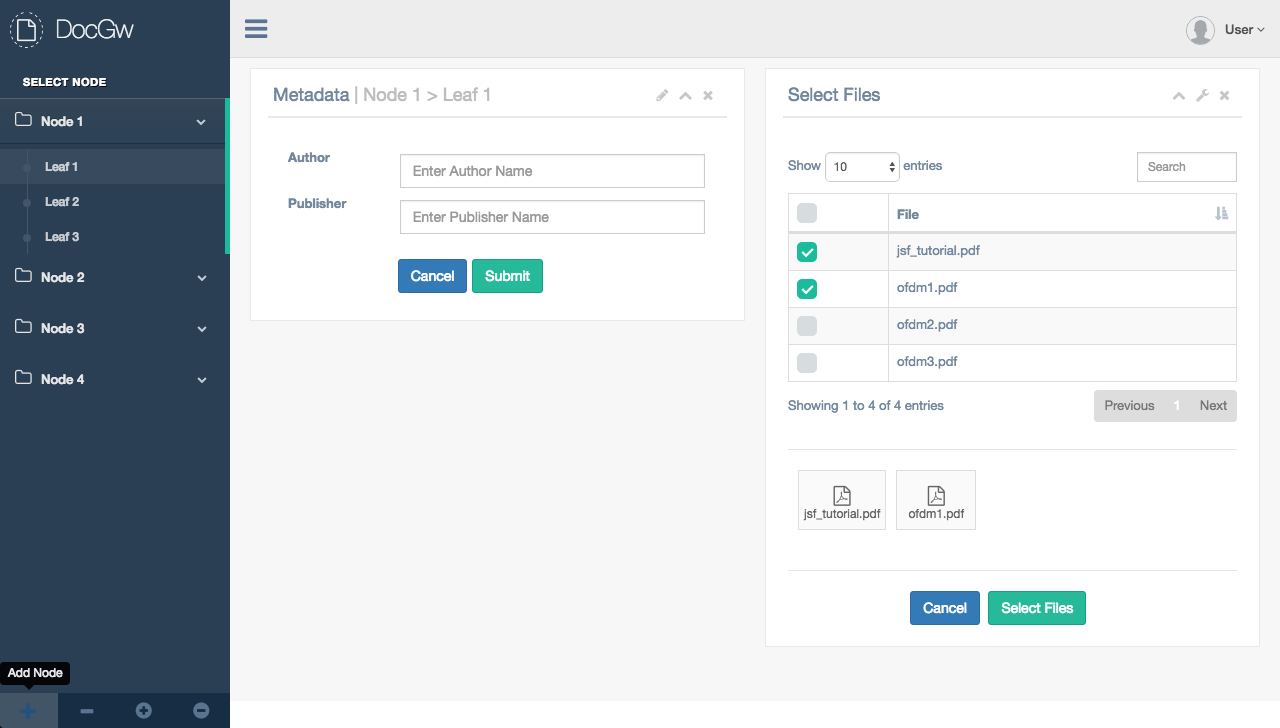 DocGw
User
SELECT NODE
Node 1
Leaf 1
Leaf 2
Leaf 3
Node 2
Node 3
Node 4
Add Node
Metadata | Node 1 > Leaf 1
Author
Enter Author Name
Publisher
Enter Publisher Name
Cancel Submit
Select Files
Show 10 entries
Search
File
jsf_tutorial.pdf
ofdm1.pdf
ofdm2.pdf
ofdm3.pdf
Showing 1 to 4 of 4 entries
Previous 1 Next
jsf_tutorial.pdf ofdm1.pdf
Cancel Select Files